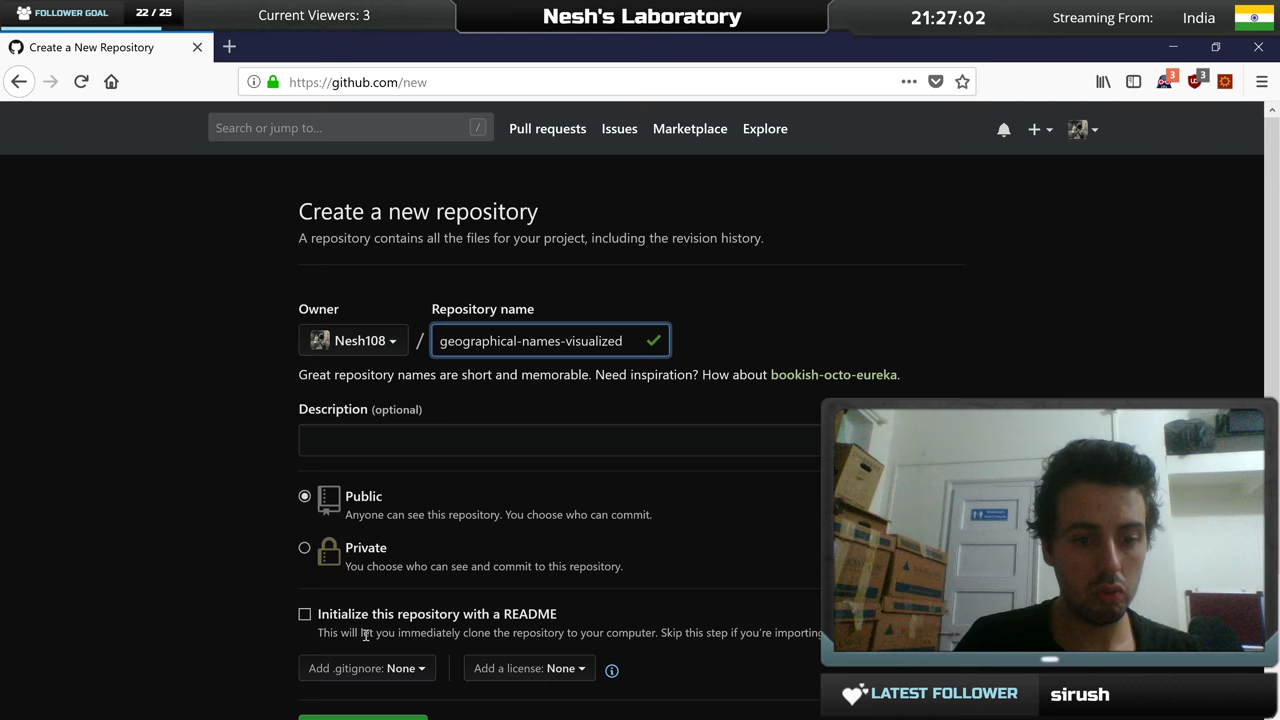 FOLLOWER GOAL 22 / 25 Current Viewers: 3 Nesh's Laboratory 21:27:02 Streaming From: India
Create a New Repository
https://github.com/new
3 3
Search or jump to... / Pull requests Issues Marketplace Explore
Create a new repository
A repository contains all the files for your project, including the revision history.
Owner Repository name
Nesh108 / geographical-names-visualized
Great repository names are short and memorable. Need inspiration? How about bookish-octo-eureka.
Description (optional)
Public
Anyone can see this repository. You choose who can commit.
Private
You choose who can see and commit to this repository.
Initialize this repository with a README
This will let you immediately clone the repository to your computer. Skip this step if you're importing
Add .gitignore: None Add a license: None
LATEST FOLLOWER sirush